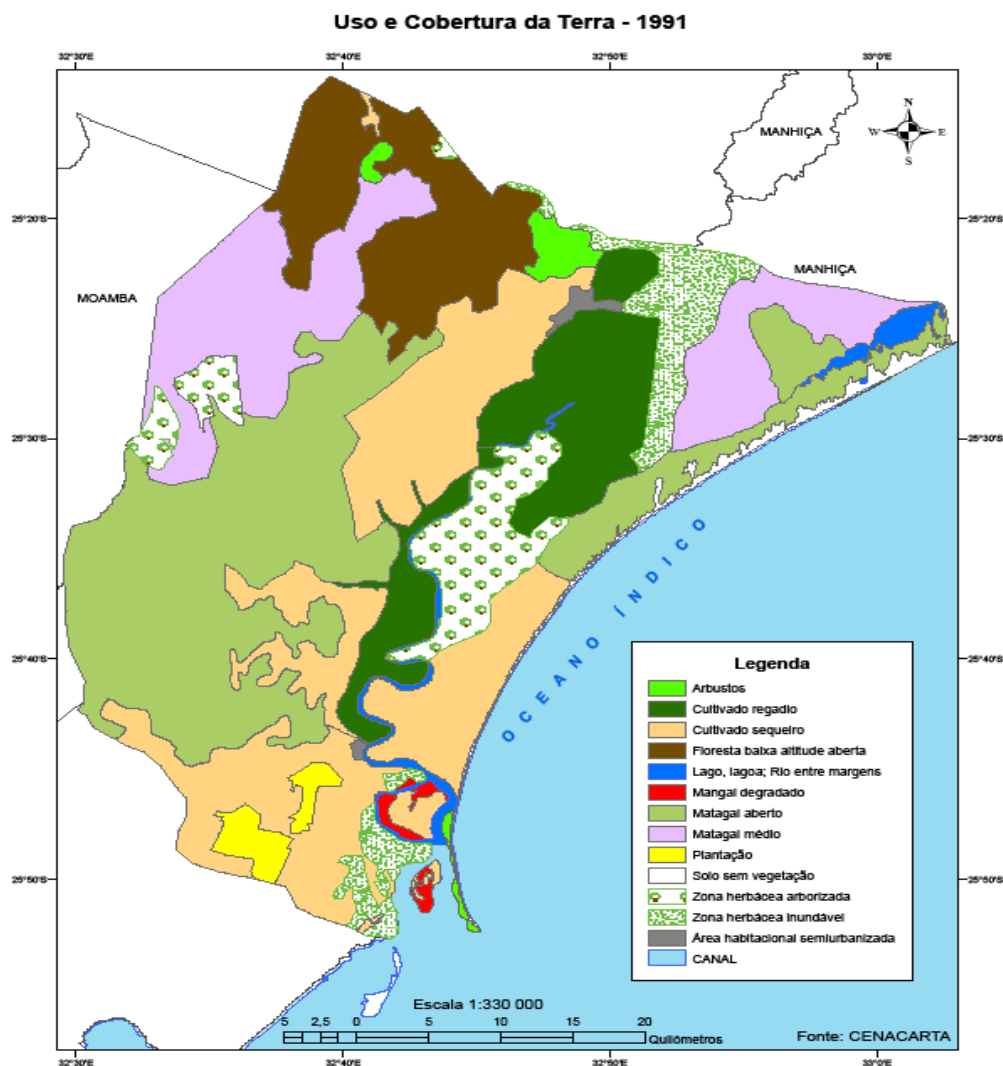 Uso e Cobertura da Terra - 1991
32°30'E 32°40'E 32°50'E 33°0'E
MANHIÇA
N
W E
S
25°20'S 25°20'S
MANHIÇA
MOAMBA
25°30'S 25°30'S
OCEANO ÍNDICO
25°40'S 25°40'S
Legenda
Arbustos
Cultivado regadio
Cultivado sequeiro
Floresta baixa altitude aberta
Lago, lagoa; Rio entre margens
Mangal degradado
Matagal aberto
Matagal médio
Plantação
Solo sem vegetação
Zona herbácea arborizada
Zona herbácea inundável
Área habitacional semiurbanizada
CANAL
25°50'S 25°50'S
Escala 1:330 000
5 2,5 0 5 10 15 20
Quilómetros
Fonte: CENACARTA
32°30'E 32°40'E 32°50'E 33°0'E